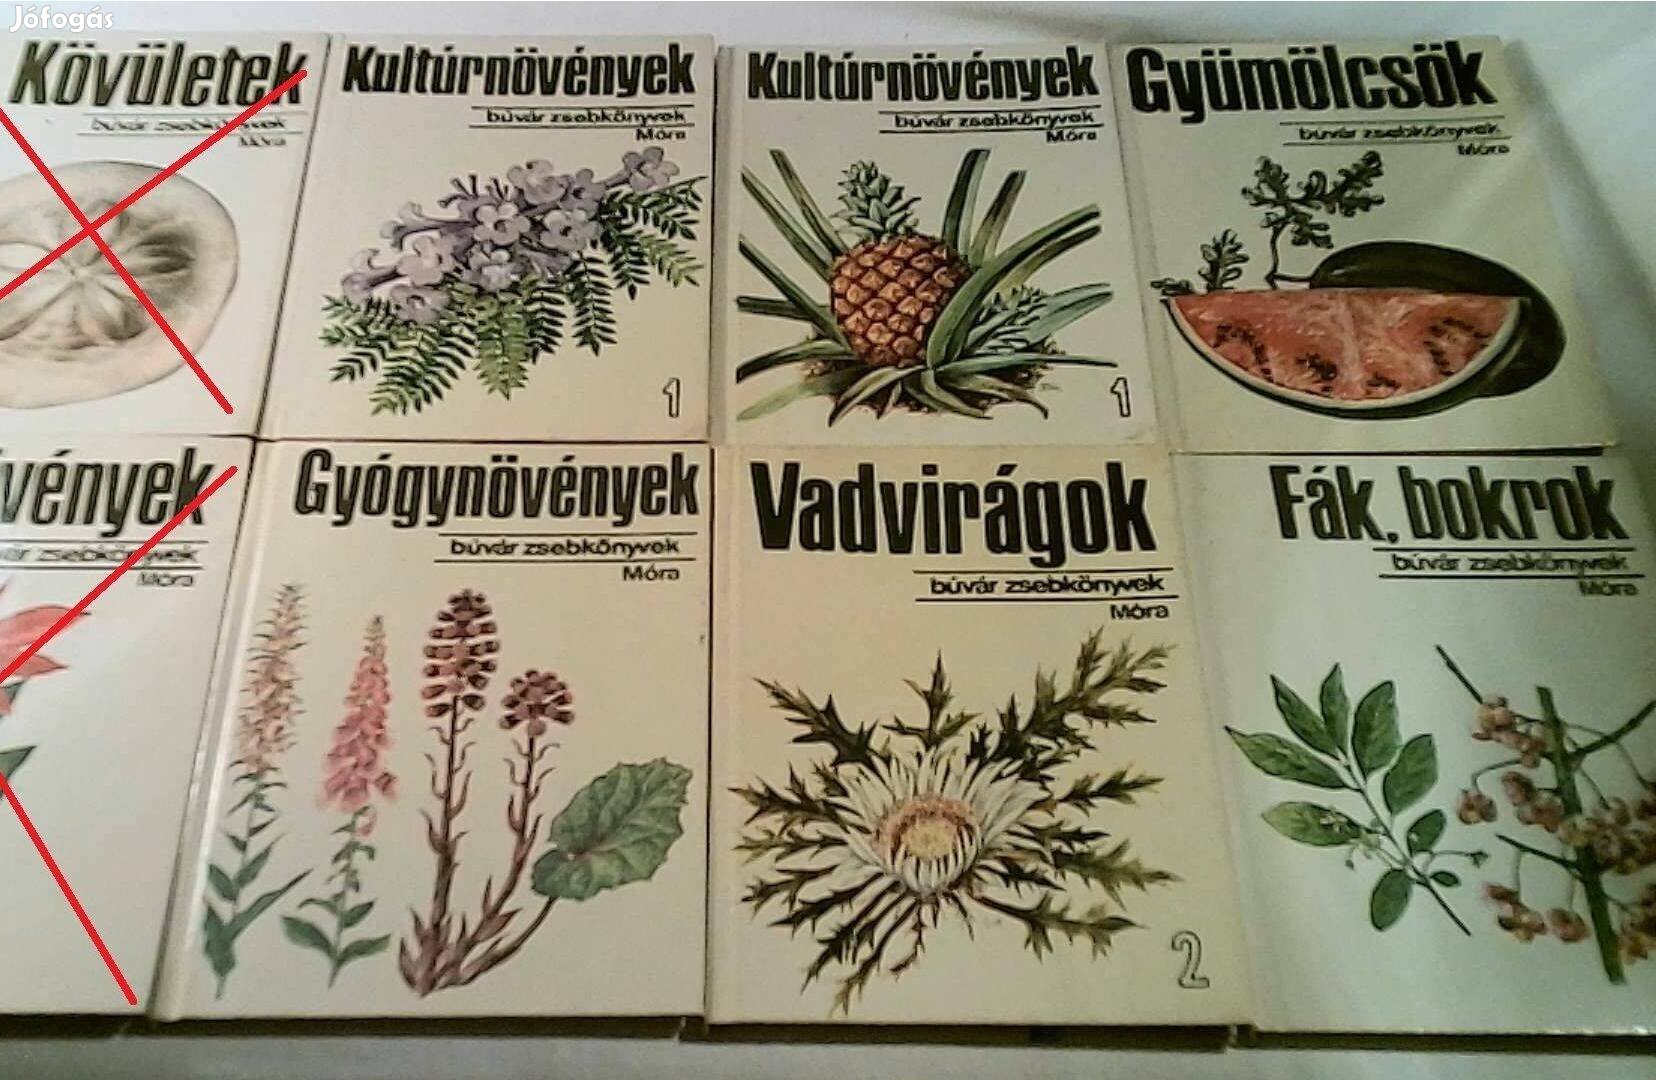 Jófogás
Kövületek
búvár zsebkönyvek
Móra
Kultúrnövények
búvár zsebkönyvek
Móra
1
Kultúrnövények
búvár zsebkönyvek
Móra
1
Gyümölcsök
búvár zsebkönyvek
Móra
vények
zsebkönyvek
Móra
Gyógynövények
búvár zsebkönyvek
Móra
Vadvirágok
búvár zsebkönyvek
Móra
2
Fák, bokrok
búvár zsebkönyvek
Móra